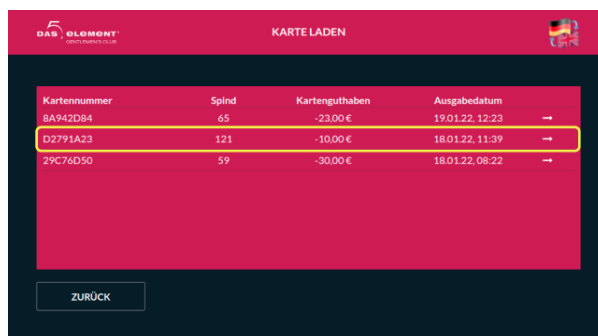 DAS 5. ELEMENT
GENTLEMEN'S CLUB
KARTE LADEN
Kartennummer Spind Kartenguthaben Ausgabedatum
8A942D84 65 -23,00 € 19.01.22, 12:23 →
D2791A23 121 -10,00 € 18.01.22, 11:39 →
29C76D50 59 -30,00 € 18.01.22, 08:22 →
ZURÜCK